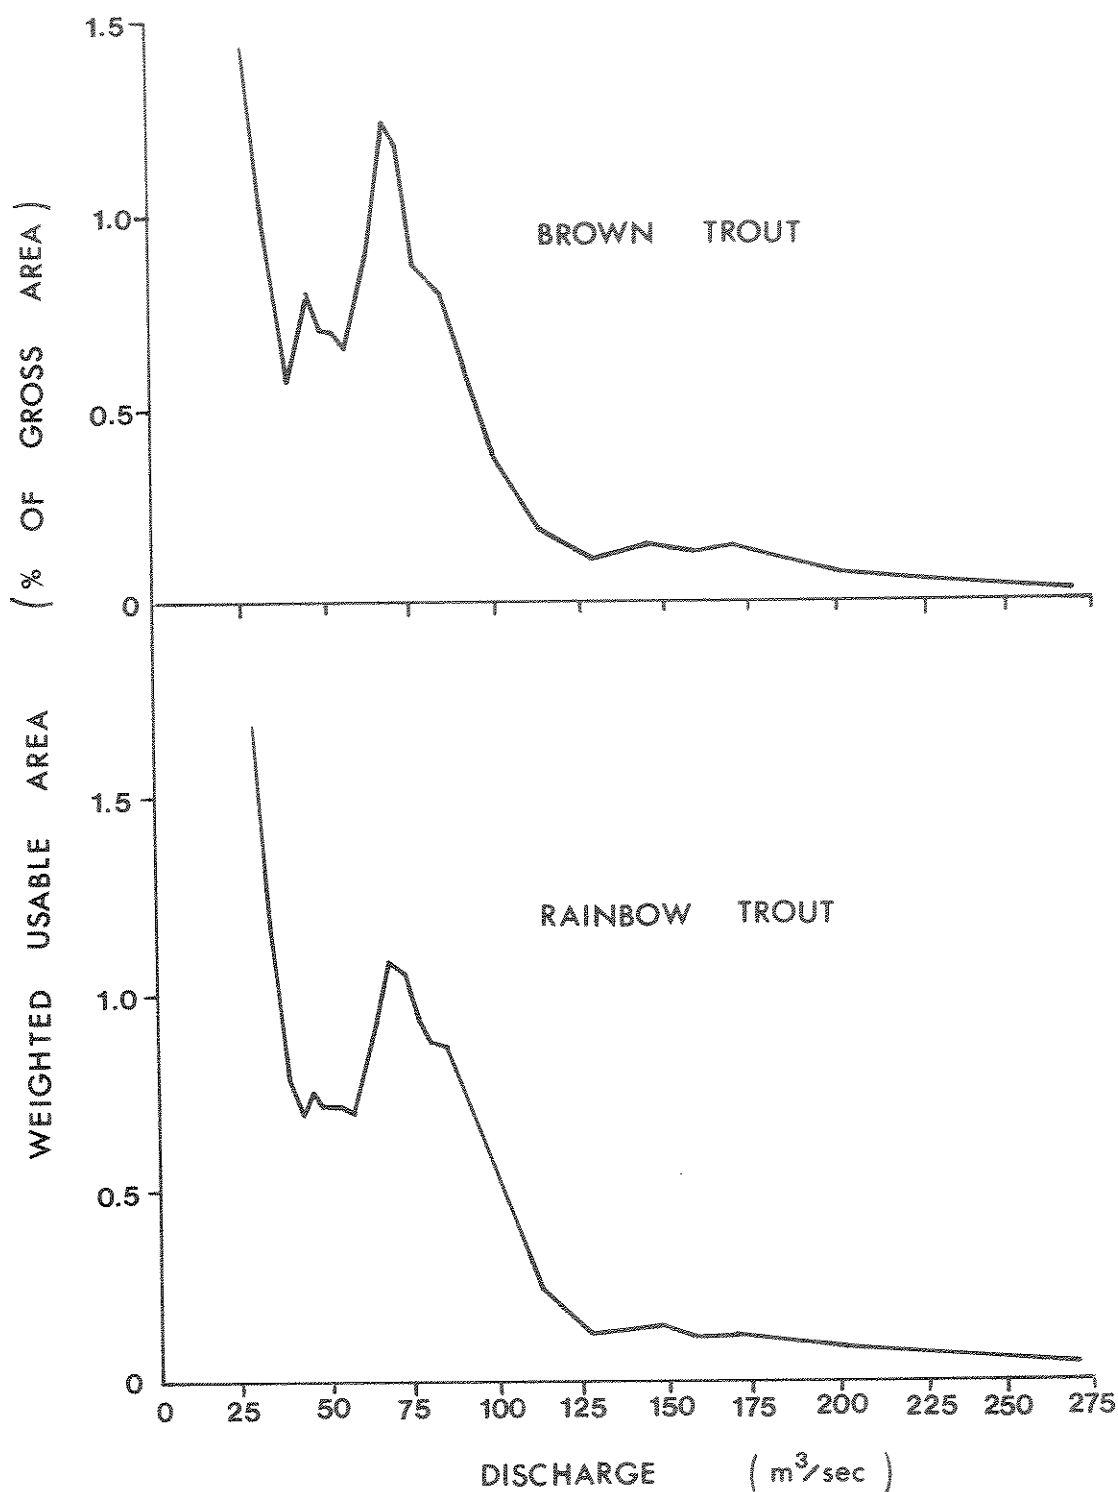 1.5
1.0
0.5
0
BROWN TROUT
WEIGHTED USABLE AREA (% OF GROSS AREA)
1.5
1.0
0.5
0
RAINBOW TROUT
0 25 50 75 100 125 150 175 200 225 250 275
DISCHARGE (m³/sec)